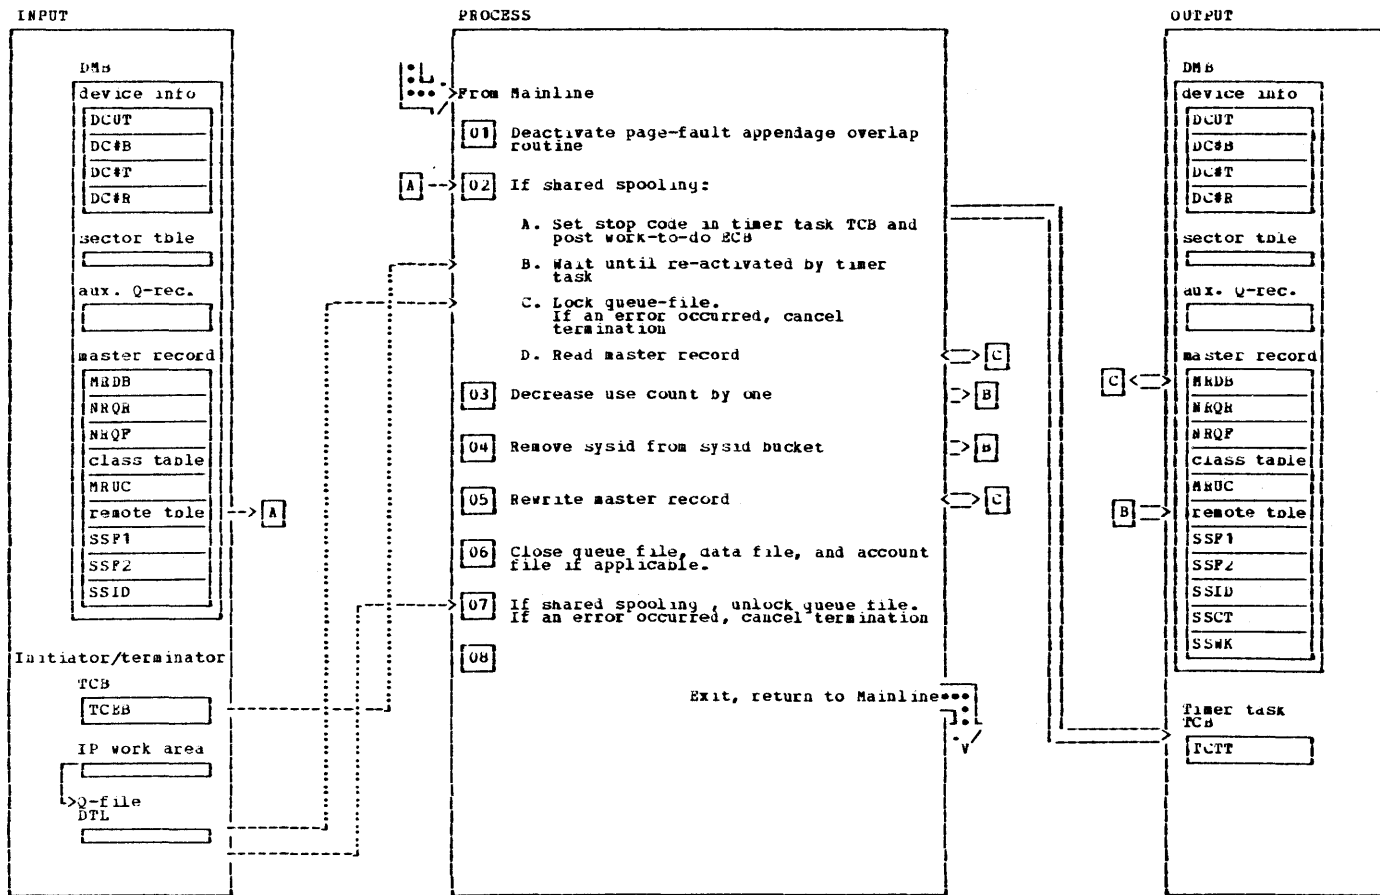 INPUT
DMB
device info
DCUT
DC#B
DC#T
DC#R
sector tble
aux. Q-rec.
master record
MRDB
NRQR
NRQF
class table
MRUC
remote tble
A
SSF1
SSF2
SSID
Initiator/terminator
TCB
TCEB
IP work area
Q-file
DTL
PROCESS
From Mainline
01 Deactivate page-fault appendage overlap
routine
A 02 If shared spooling:
A. Set stop code in timer task TCB and
post work-to-do ECB
B. Wait until re-activated by timer
task
C. Lock queue-file.
If an error occurred, cancel
termination
D. Read master record C
03 Decrease use count by one B
04 Remove sysid from sysid bucket B
05 Rewrite master record C
06 Close queue file, data file, and account
file if applicable.
07 If shared spooling , unlock queue file.
If an error occurred, cancel termination
08
Exit, return to Mainline
OUTPUT
DMB
device info
DCUT
DC#B
DC#T
DC#R
sector tble
aux. Q-rec.
master record
C MRDB
NRQR
NRQF
class table
MRUC
B remote tble
SSF1
SSF2
SSID
SSCT
SSWK
Timer task
TCB
TCTT